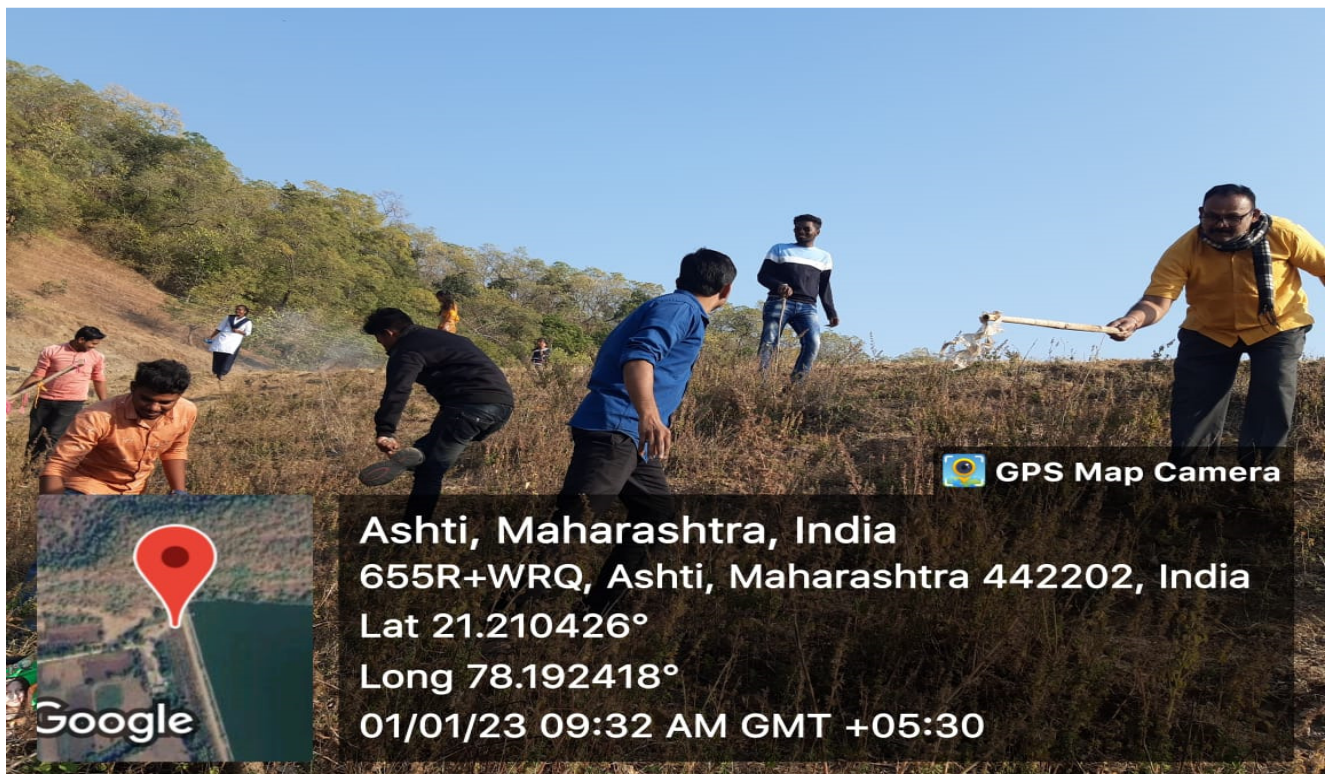 GPS Map Camera
Ashti, Maharashtra, India
655R+WRQ, Ashti, Maharashtra 442202, India
Lat 21.210426°
Long 78.192418°
01/01/23 09:32 AM GMT +05:30
Google